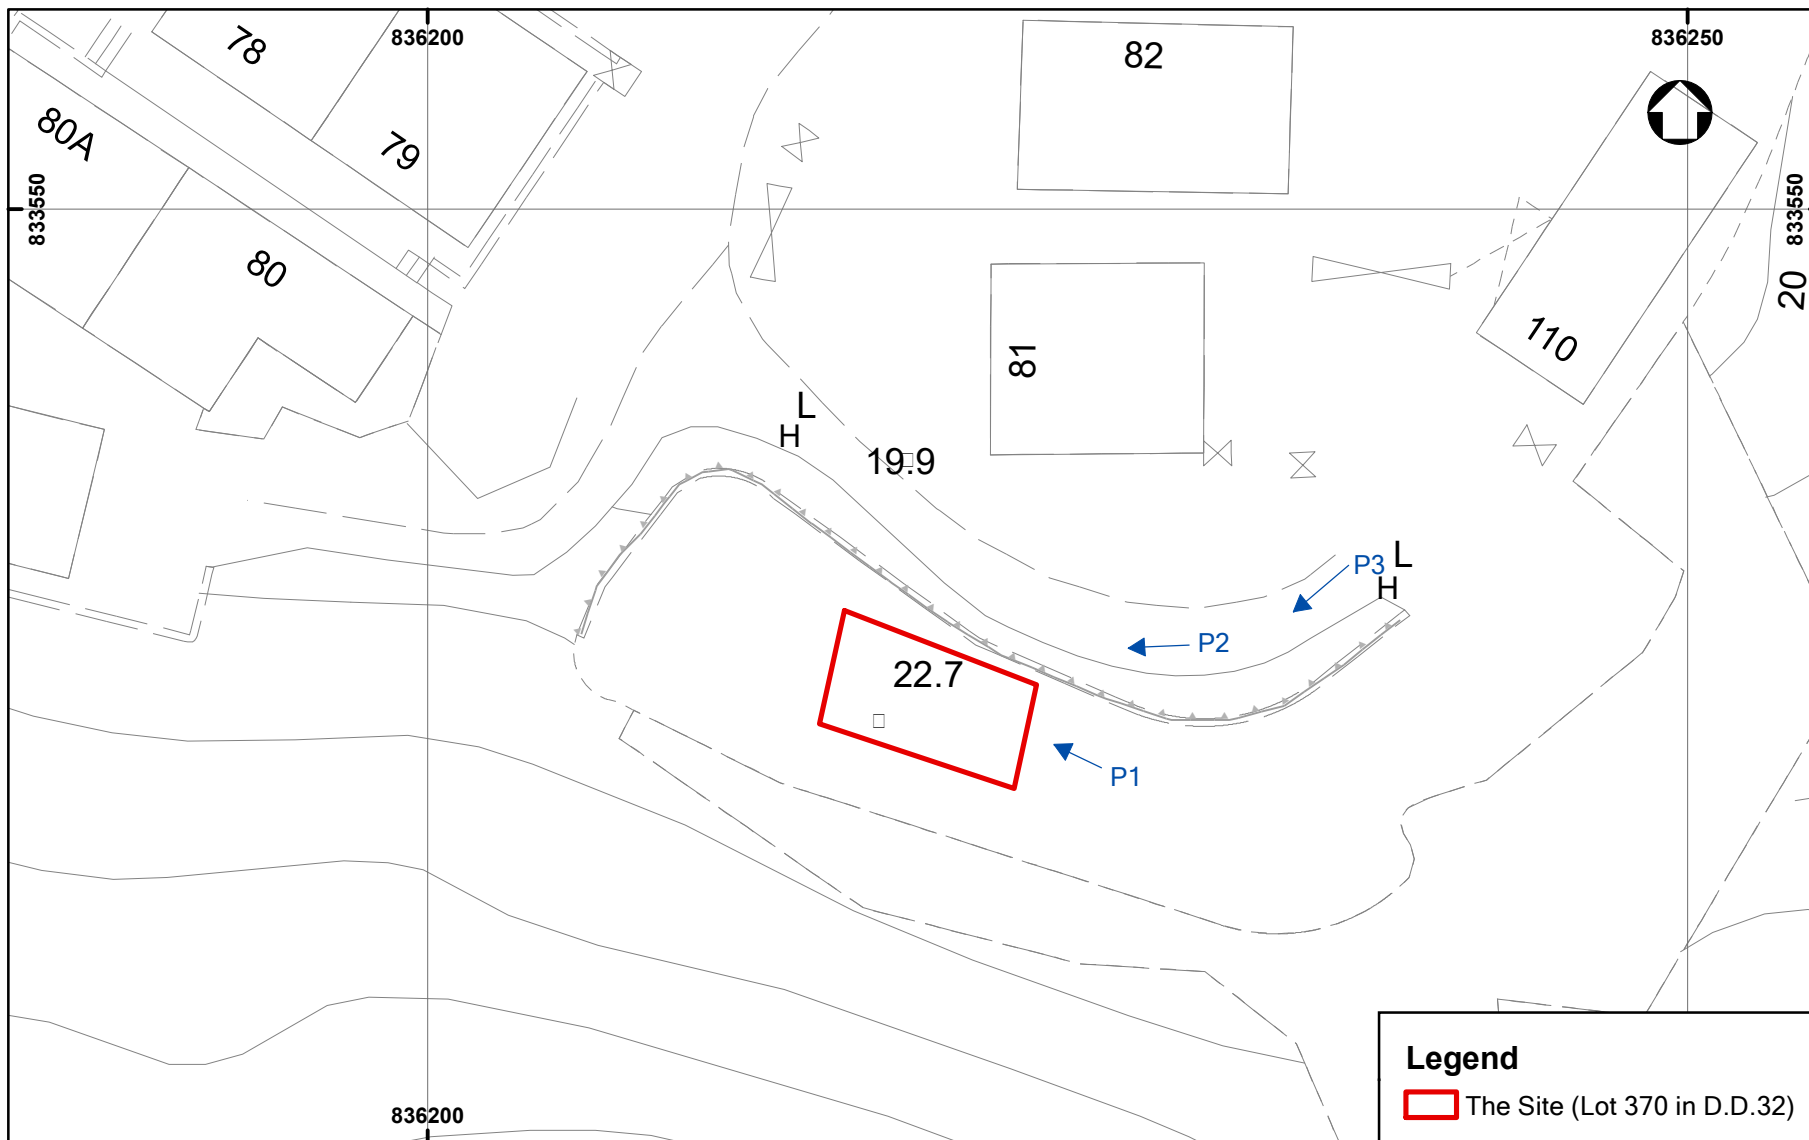 836200
836250
78
82
80A
79
833550
833550
80
20
110
81
L
H
19.9
L
P3
H
P2
22.7
P1
Legend
The Site (Lot 370 in D.D.32)
836200